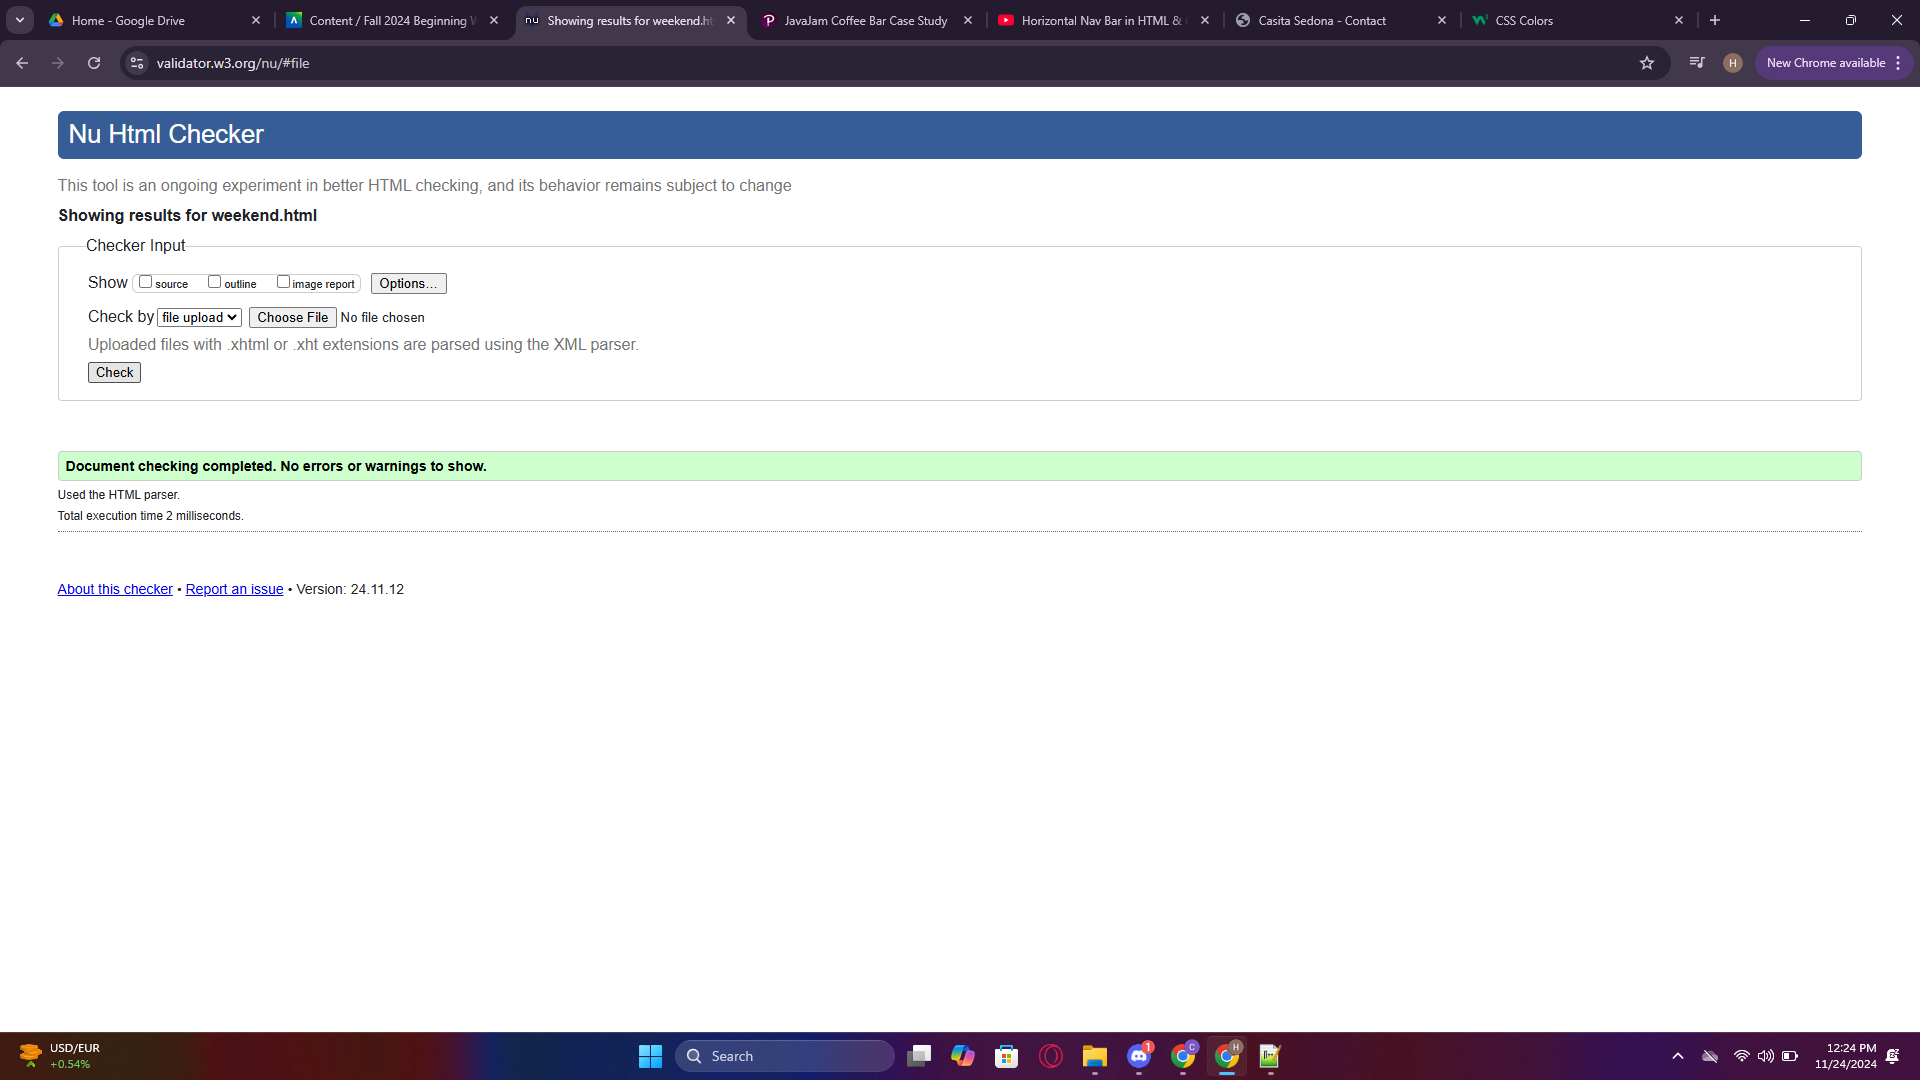 Home - Google Drive
Content / Fall 2024 Beginning W
nu Showing results for weekend.ht
JavaJam Coffee Bar Case Study
Horizontal Nav Bar in HTML &
Casita Sedona - Contact
CSS Colors
validator.w3.org/nu/#file
H
New Chrome available
Nu Html Checker
This tool is an ongoing experiment in better HTML checking, and its behavior remains subject to change
Showing results for weekend.html
Checker Input
Show source outline image report Options...
Check by file upload Choose File No file chosen
Uploaded files with .xhtml or .xht extensions are parsed using the XML parser.
Check
Document checking completed. No errors or warnings to show.
Used the HTML parser.
Total execution time 2 milliseconds.
About this checker • Report an issue • Version: 24.11.12
USD/EUR
+0.54%
Search
1
C
H
12:24 PM
11/24/2024